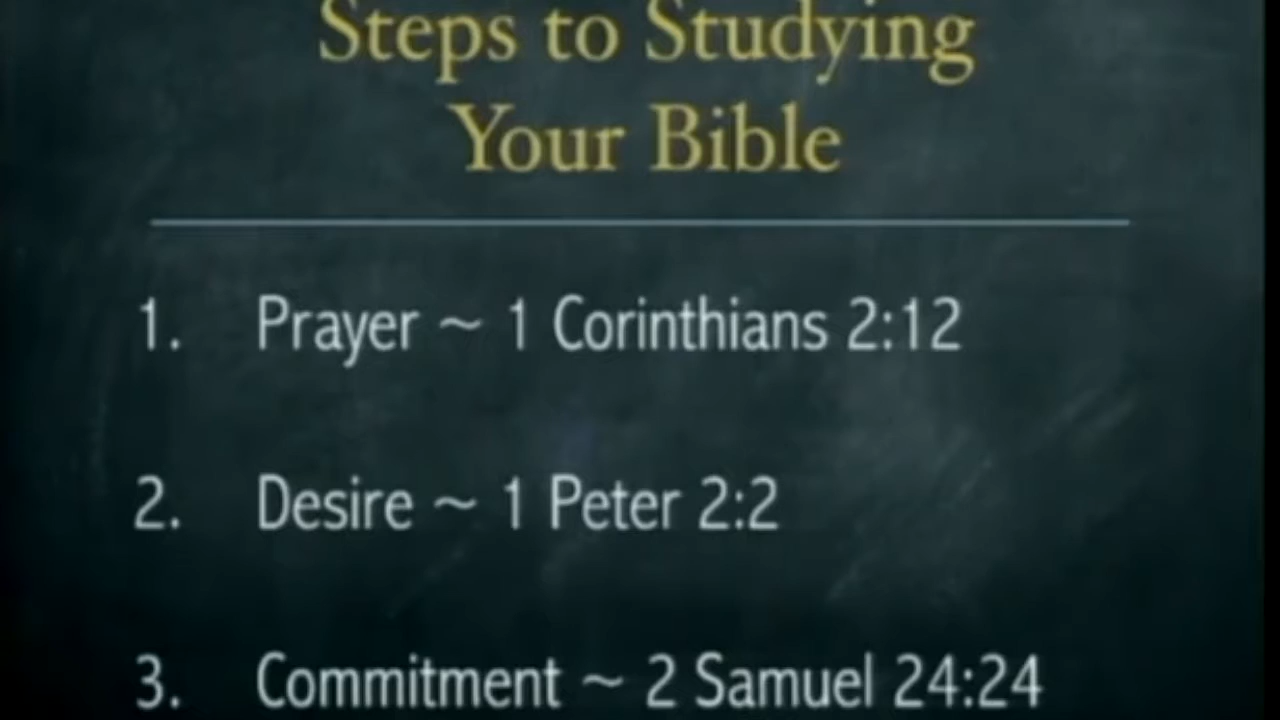 Steps to Studying
Your Bible
1. Prayer ~ 1 Corinthians 2:12
2. Desire ~ 1 Peter 2:2
3. Commitment ~ 2 Samuel 24:24